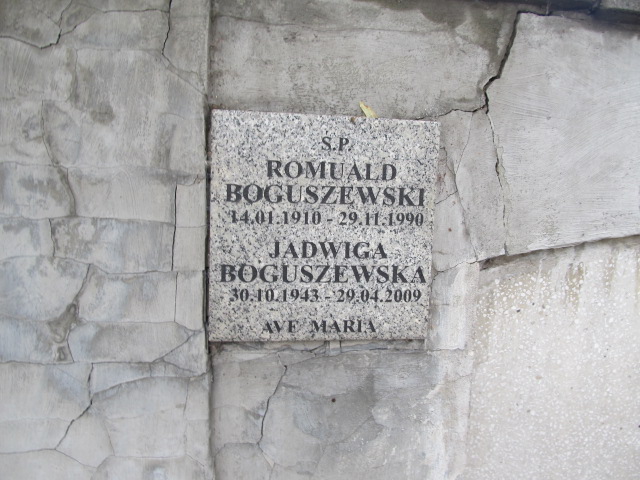 S.P.
ROMUALD
BOGUSZEWSKI
14.01.1910 - 29.11.1990
JADWIGA
BOGUSZEWSKA
30.10.1943 - 29.04.2009
AVE MARIA